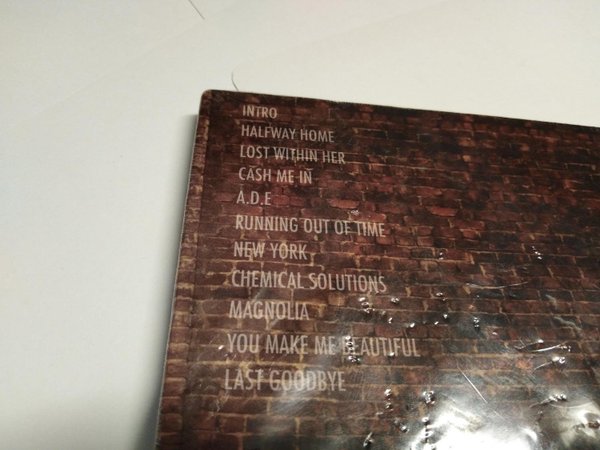 INTRO
HALFWAY HOME
LOST WITHIN HER
CASH ME IN
A.D.E
RUNNING OUT OF TIME
NEW YORK
CHEMICAL SOLUTIONS
MAGNOLIA
YOU MAKE ME BEAUTIFUL
LAST GOODBYE